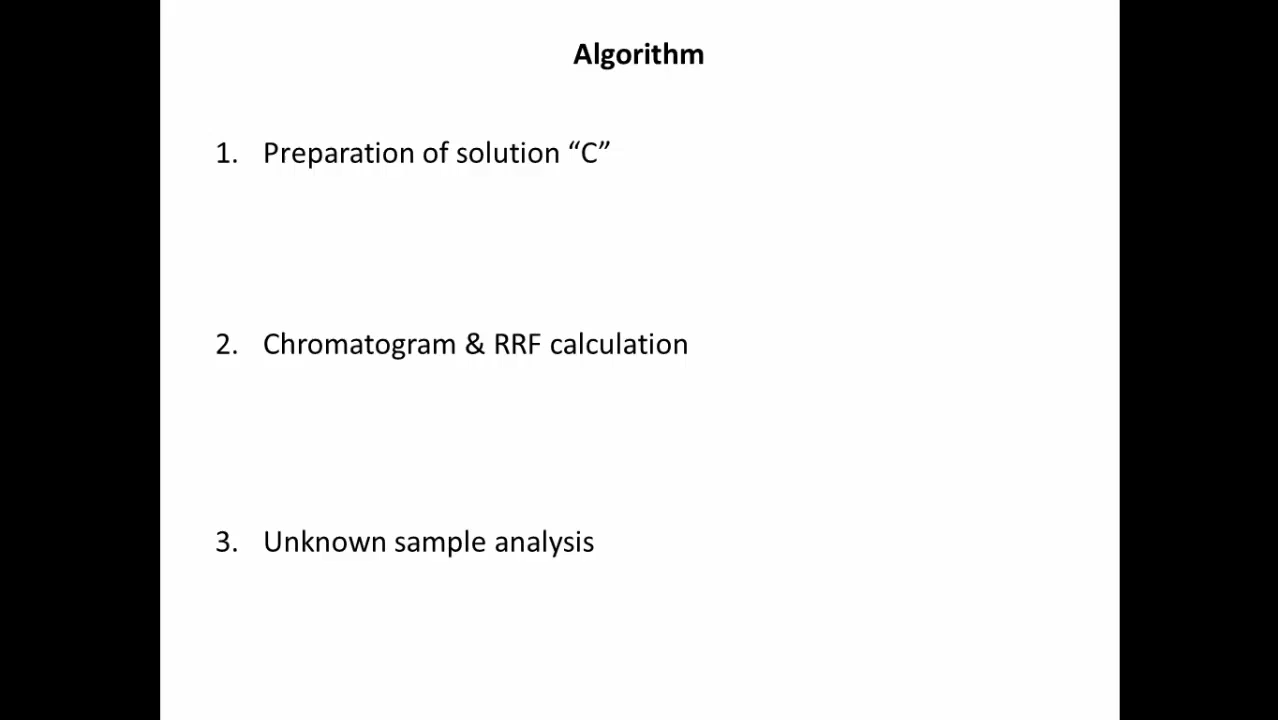 Algorithm
1. Preparation of solution “C”
2. Chromatogram & RRF calculation
3. Unknown sample analysis